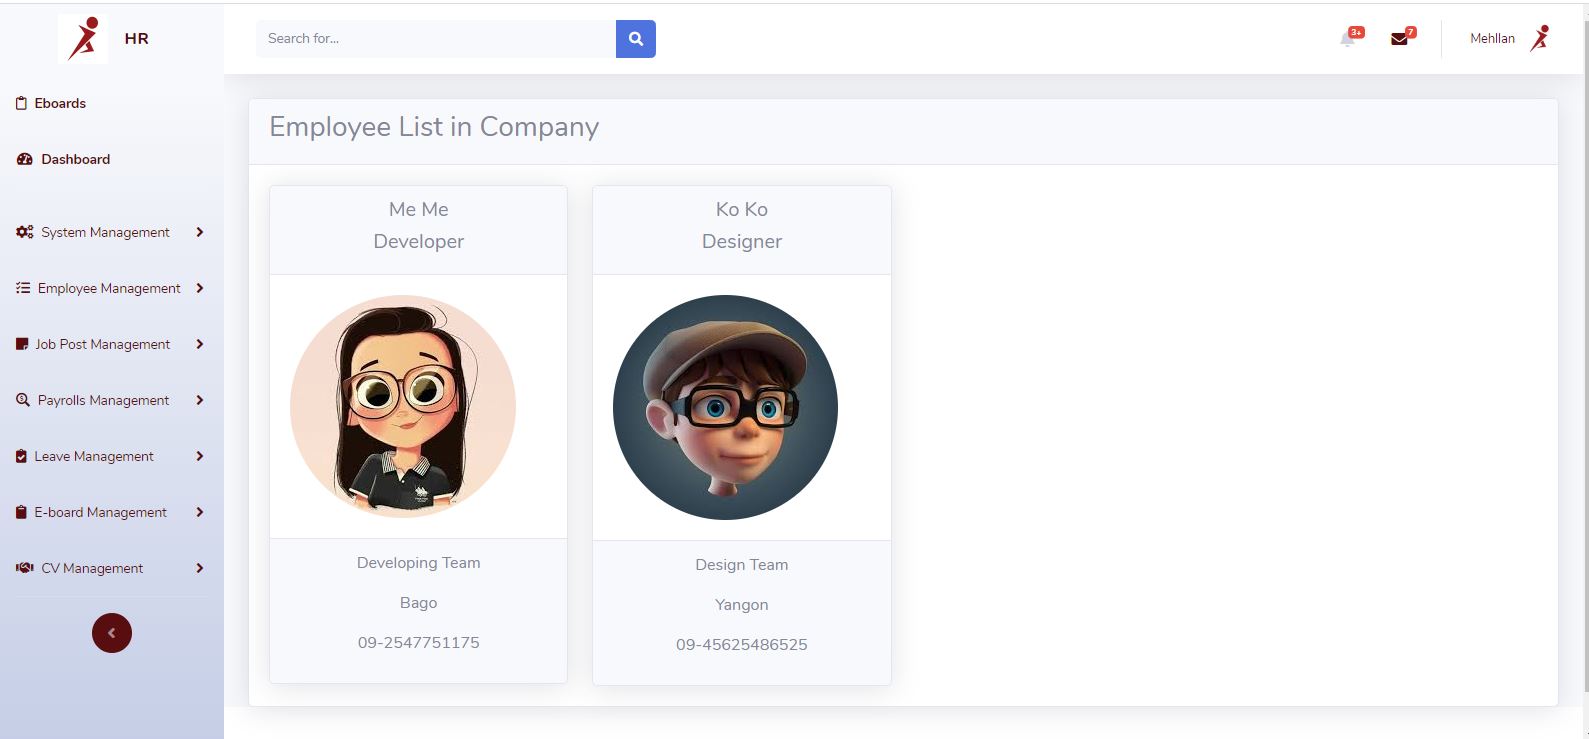 HR
Search for...
3+
7
Mehllan
Eboards
Dashboard
System Management
Employee Management
Job Post Management
Payrolls Management
Leave Management
E-board Management
CV Management
Employee List in Company
Me Me
Developer
Developing Team
Bago
09-2547751175
Ko Ko
Designer
Design Team
Yangon
09-45625486525